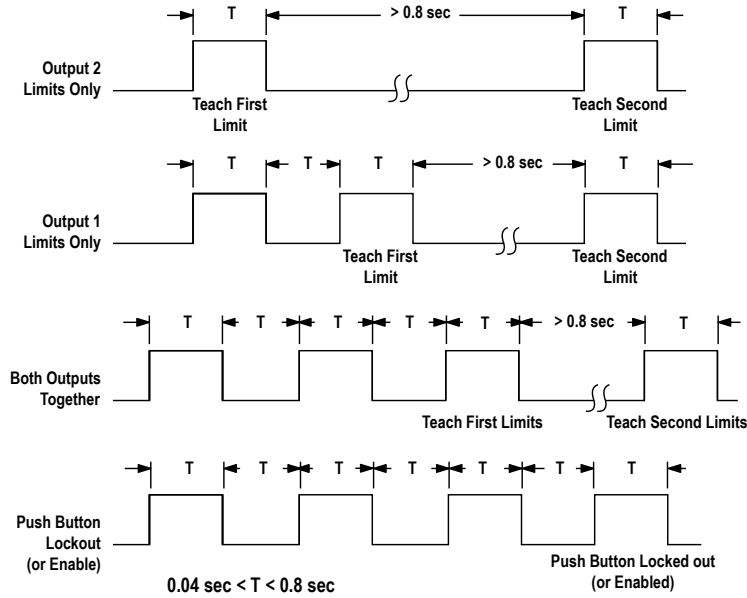 T > 0.8 sec T
Output 2
Limits Only
Teach First
Limit
Teach Second
Limit
T T T > 0.8 sec T
Output 1
Limits Only
Teach First
Limit
Teach Second
Limit
T T T T T > 0.8 sec T
Both Outputs
Together
Teach First Limits Teach Second Limits
T T T T T T T
Push Button
Lockout
(or Enable)
Push Button Locked out
(or Enabled)
0.04 sec < T < 0.8 sec